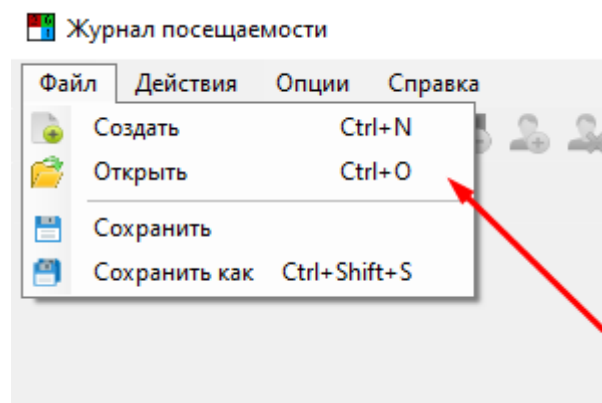 Журнал посещаемости
Файл Действия Опции Справка
Создать Ctrl+N
Открыть Ctrl+O
Сохранить
Сохранить как Ctrl+Shift+S